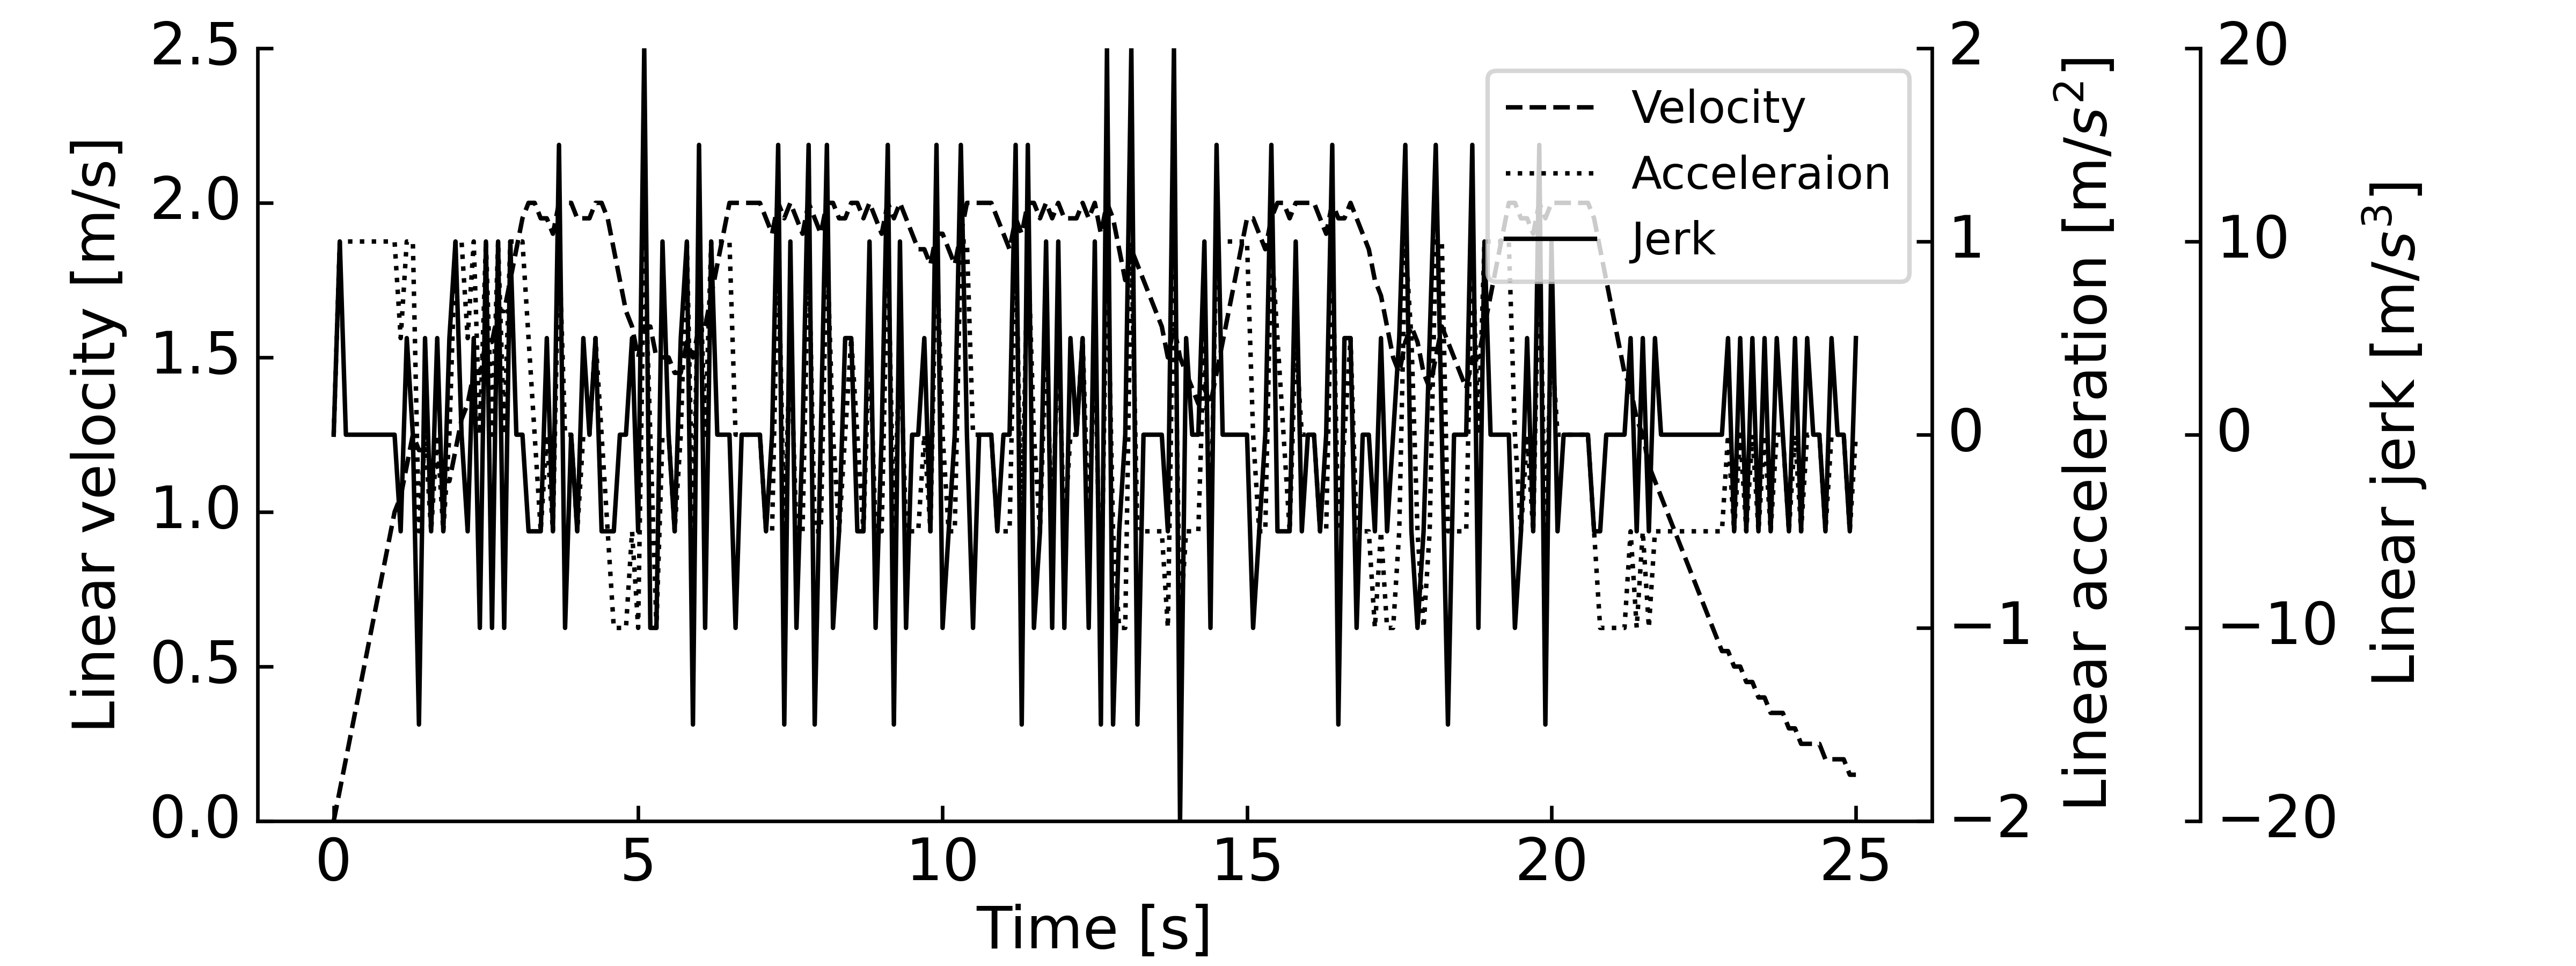 Linear velocity [m/s]
2.5
2.0
1.5
1.0
0.5
0.0
0 5 10 15 20 25
Time [s]
Velocity
Acceleraion
Jerk
2
1
0
−1
−2
Linear acceleration [m/s²]
20
10
0
−10
−20
Linear jerk [m/s³]